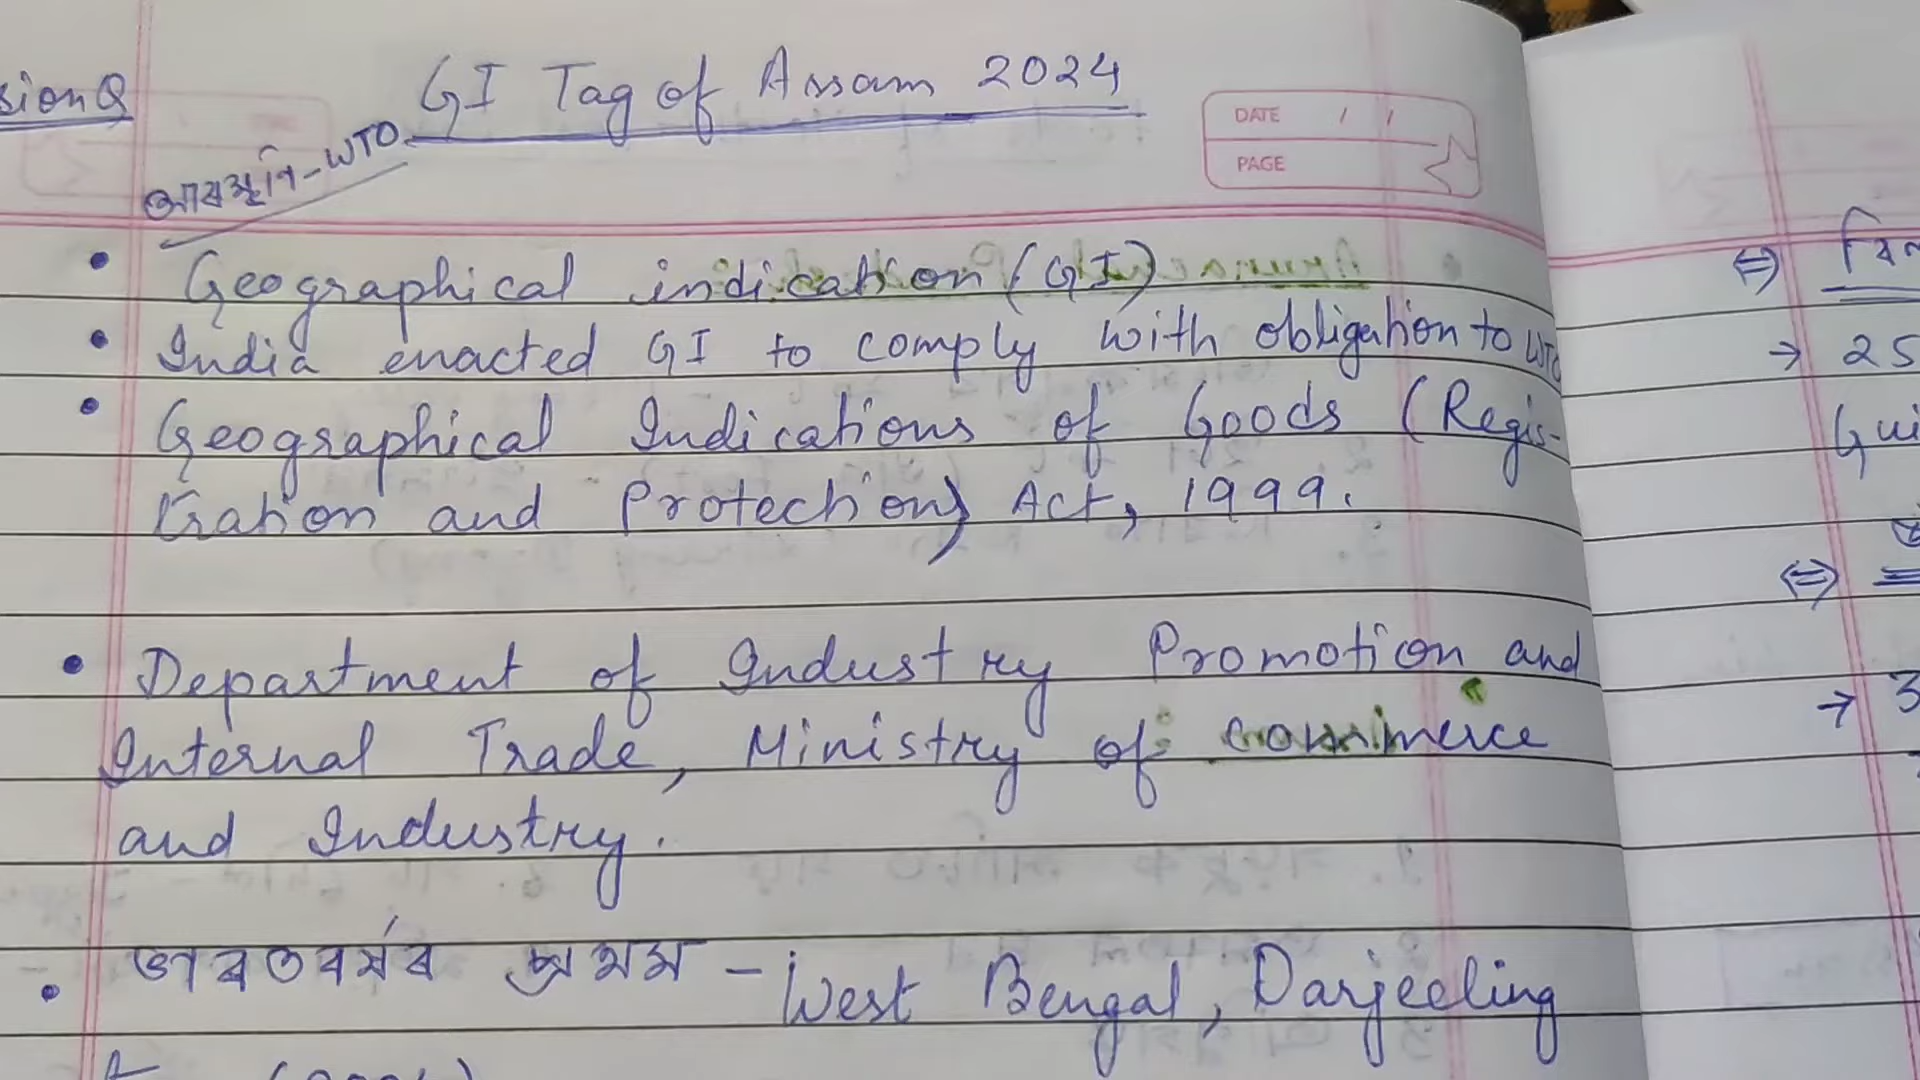 GI Tag of Assam 2024
sionQ
- WTO
DATE / /
PAGE
• Geographical indication (GI)
• India enacted GI to comply with obligation to WTO
• Geographical Indications of Goods (Regis-
tration and Protection) Act, 1999.
• Department of Industry Promotion and
Internal Trade, Ministry of commerce
and Industry.
• ভাৰতবৰ্ষৰ প্ৰথম - West Bengal, Darjeeling
⇔
→ 25
Gui
⇔
→ 3